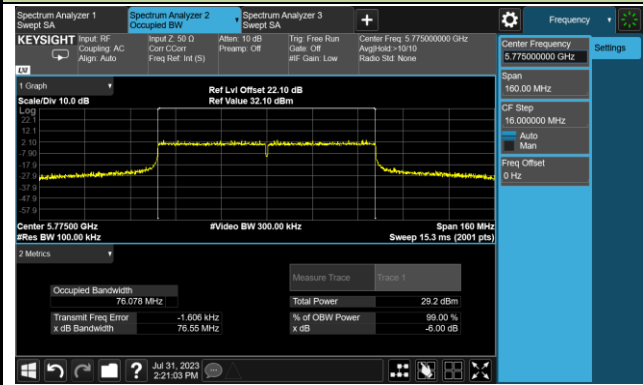 Spectrum Analyzer 1
Swept SA
Spectrum Analyzer 2
Occupied BW
Spectrum Analyzer 3
Swept SA
+
Frequency
KEYSIGHT
Input: RF
Coupling: AC
Align: Auto
Input Z: 50 Ω
Corr CCorr
Freq Ref: Int (S)
Atten: 10 dB
Preamp: Off
Trig: Free Run
Gate: Off
#IF Gain: Low
Center Freq: 5.775000000 GHz
Avg|Hold:>10/10
Radio Std: None
LXI
Center Frequency
5.775000000 GHz
Settings
Span
160.00 MHz
CF Step
16.000000 MHz
Auto
Man
Freq Offset
0 Hz
1 Graph
Scale/Div 10.0 dB
Ref Lvl Offset 22.10 dB
Ref Value 32.10 dBm
Log
22.1
12.1
2.10
-7.90
-17.9
-27.9
-37.9
-47.9
-57.9
Center 5.77500 GHz
#Res BW 100.00 kHz
#Video BW 300.00 kHz
Span 160 MHz
Sweep 15.3 ms (2001 pts)
2 Metrics
Measure Trace
Trace 1
Occupied Bandwidth
76.078 MHz
Total Power
29.2 dBm
Transmit Freq Error
-1.606 kHz
% of OBW Power
99.00 %
x dB Bandwidth
76.55 MHz
x dB
-6.00 dB
?
Jul 31, 2023
2:21:03 PM